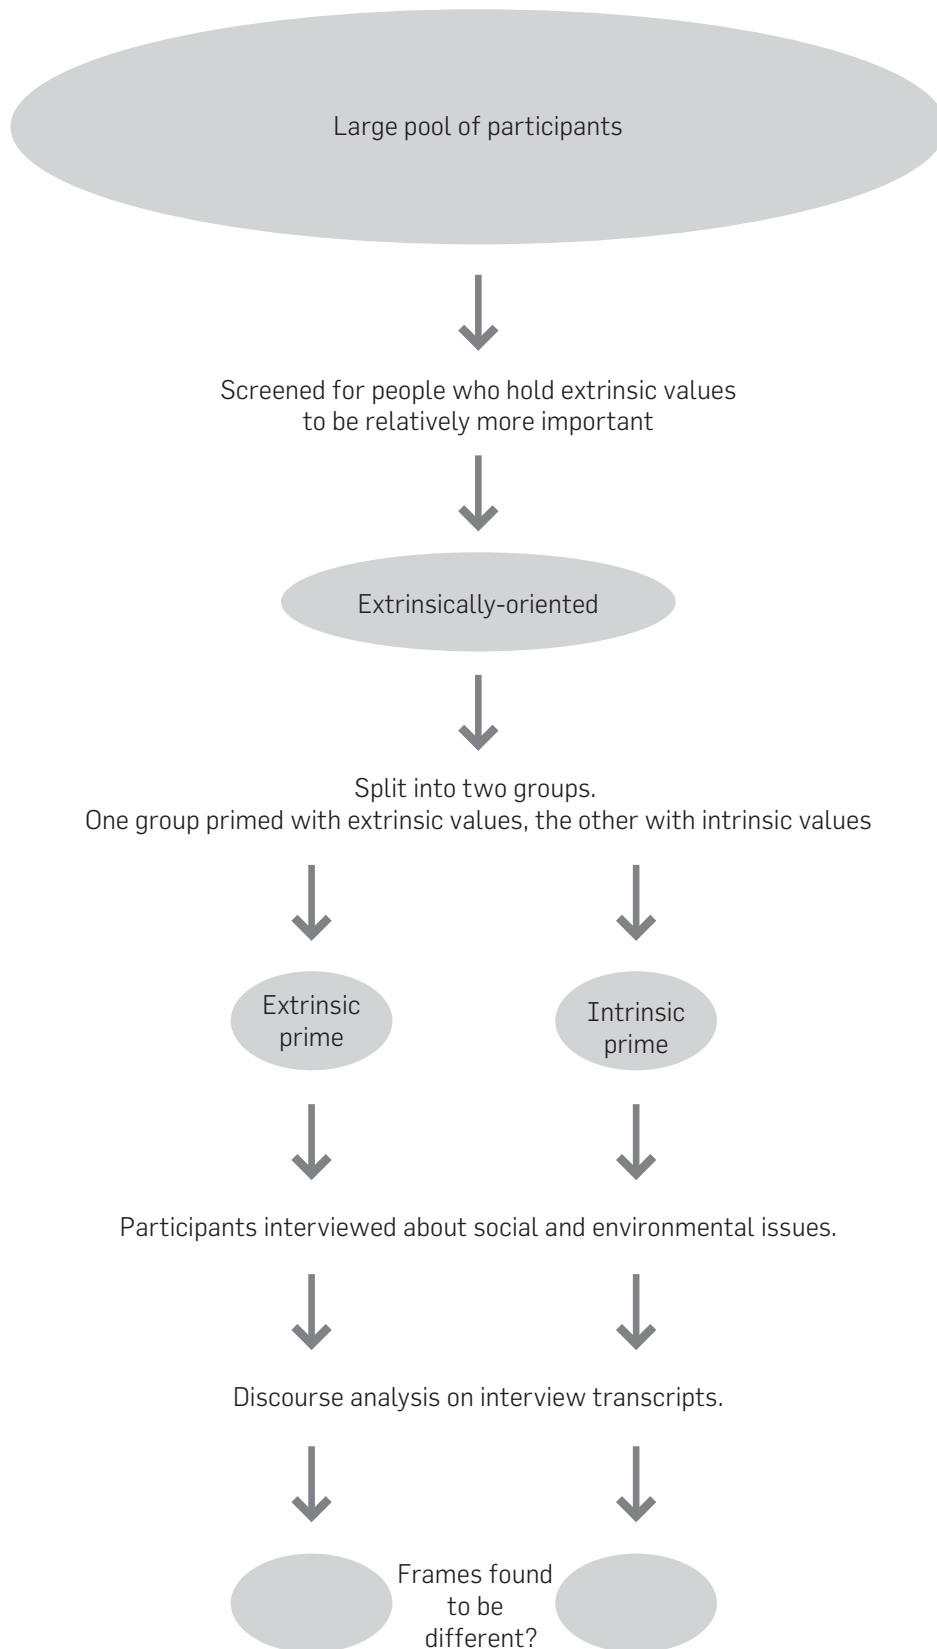 Large pool of participants
Screened for people who hold extrinsic values
to be relatively more important
Extrinsically-oriented
Split into two groups.
One group primed with extrinsic values, the other with intrinsic values
Extrinsic
prime
Intrinsic
prime
Participants interviewed about social and environmental issues.
Discourse analysis on interview transcripts.
Frames found
to be
different?